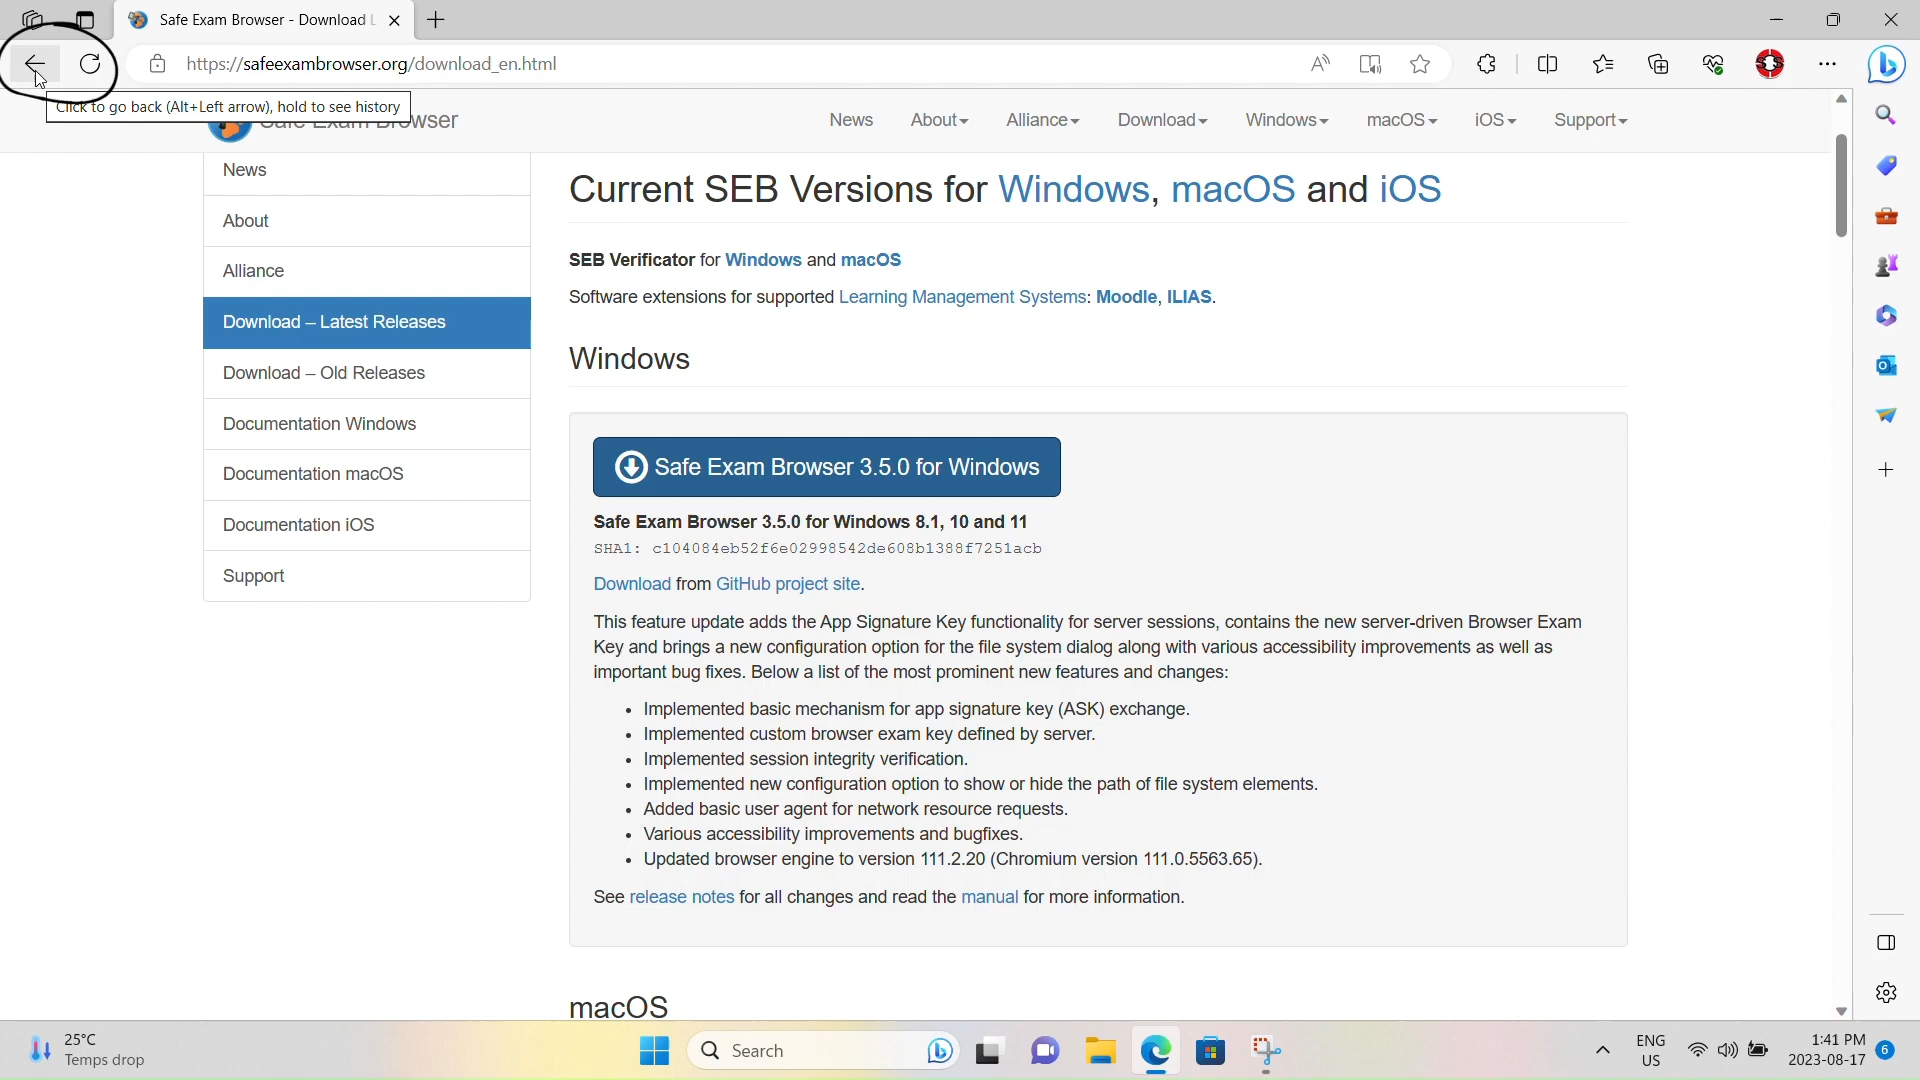 Safe Exam Browser - Download L
https://safeexambrowser.org/download_en.html
Click to go back (Alt+Left arrow), hold to see history
Safe Exam Browser
News
About
Alliance
Download
Windows
macOS
iOS
Support
News
About
Alliance
Download – Latest Releases
Download – Old Releases
Documentation Windows
Documentation macOS
Documentation iOS
Support
Current SEB Versions for Windows, macOS and iOS
SEB Verificator for Windows and macOS
Software extensions for supported Learning Management Systems: Moodle, ILIAS.
Windows
Safe Exam Browser 3.5.0 for Windows
Safe Exam Browser 3.5.0 for Windows 8.1, 10 and 11
SHA1: c104084eb52f6e02998542de608b1388f7251acb
Download from GitHub project site.
This feature update adds the App Signature Key functionality for server sessions, contains the new server-driven Browser Exam
Key and brings a new configuration option for the file system dialog along with various accessibility improvements as well as
important bug fixes. Below a list of the most prominent new features and changes:
• Implemented basic mechanism for app signature key (ASK) exchange.
• Implemented custom browser exam key defined by server.
• Implemented session integrity verification.
• Implemented new configuration option to show or hide the path of file system elements.
• Added basic user agent for network resource requests.
• Various accessibility improvements and bugfixes.
• Updated browser engine to version 111.2.20 (Chromium version 111.0.5563.65).
See release notes for all changes and read the manual for more information.
macOS
25°C
Temps drop
Search
ENG
US
1:41 PM
2023-08-17
6